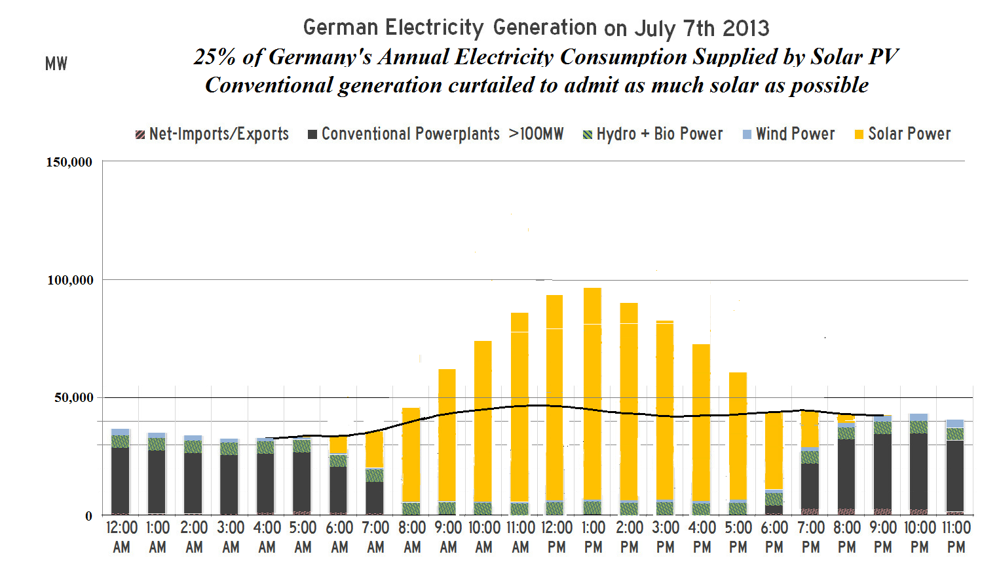 German Electricity Generation on July 7th 2013
MW
25% of Germany's Annual Electricity Consumption Supplied by Solar PV
Conventional generation curtailed to admit as much solar as possible
Net-Imports/Exports Conventional Powerplants >100MW Hydro + Bio Power Wind Power Solar Power
150,000
100,000
50,000
0
12:00 1:00 2:00 3:00 4:00 5:00 6:00 7:00 8:00 9:00 10:00 11:00 12:00 1:00 2:00 3:00 4:00 5:00 6:00 7:00 8:00 9:00 10:00 11:00
AM AM AM AM AM AM AM AM AM AM AM AM PM PM PM PM PM PM PM PM PM PM PM PM